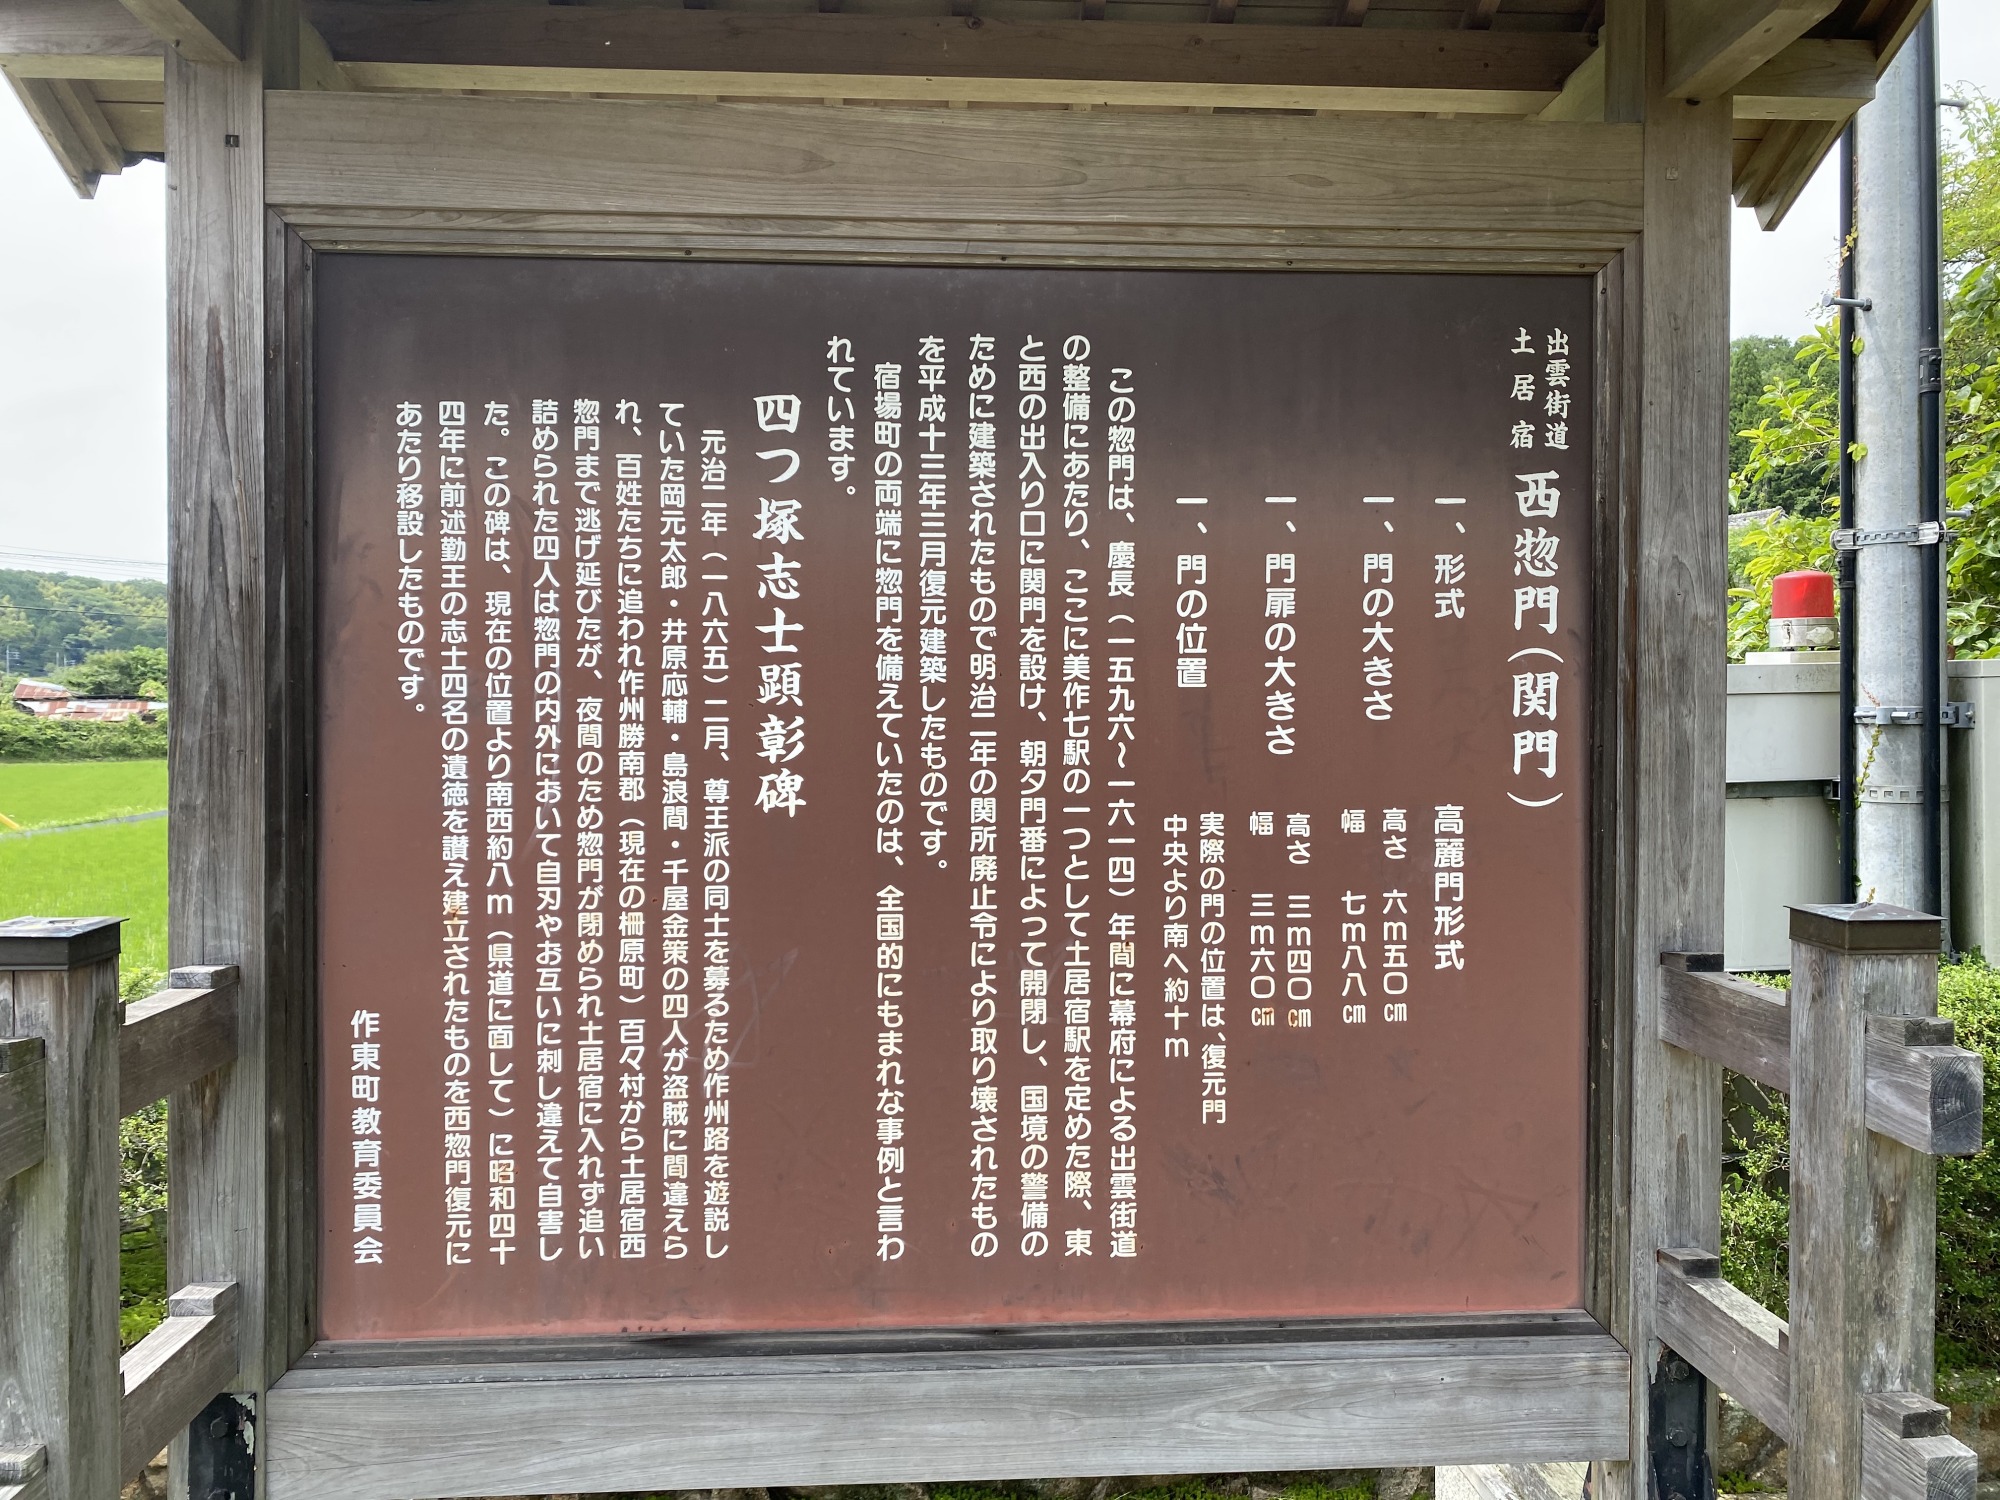 出雲街道
土居宿
西惣門(関門)
一、形式　高麗門形式
一、門の大きさ　高さ　六m五〇㎝
幅　七m八八㎝
一、門扉の大きさ　高さ　三m四〇㎝
幅　三m六〇㎝
一、門の位置　実際の門の位置は、復元門
中央より南へ約十m
この惣門は、慶長(一五九六〜一六一四)年間に幕府による出雲街道
の整備にあたり、ここに美作七駅の一つとして土居宿駅を定めた際、東
と西の出入り口に関門を設け、朝夕門番によって開閉し、国境の警備の
ために建築されたもので明治二年の関所廃止令により取り壊されたもの
を平成十三年三月復元建築したものです。
宿場町の両端に惣門を備えていたのは、全国的にもまれな事例と言わ
れています。
四つ塚志士顕彰碑
元治二年(一八六五)二月、尊王派の同士を募るため作州路を遊説し
ていた岡元太郎・井原応輔・島浪間・千屋金策の四人が盗賊に間違えら
れ、百姓たちに追われ作州勝南郡(現在の柵原町)百々村から土居宿西
惣門まで逃げ延びたが、夜間のため惣門が閉められ土居宿に入れず追い
詰められた四人は惣門の内外において自刃やお互いに刺し違えて自害し
た。この碑は、現在の位置より南西約八m(県道に面して)に昭和四十
四年に前述勤王の志士四名の遺徳を讃え建立されたものを西惣門復元に
あたり移設したものです。
作東町教育委員会